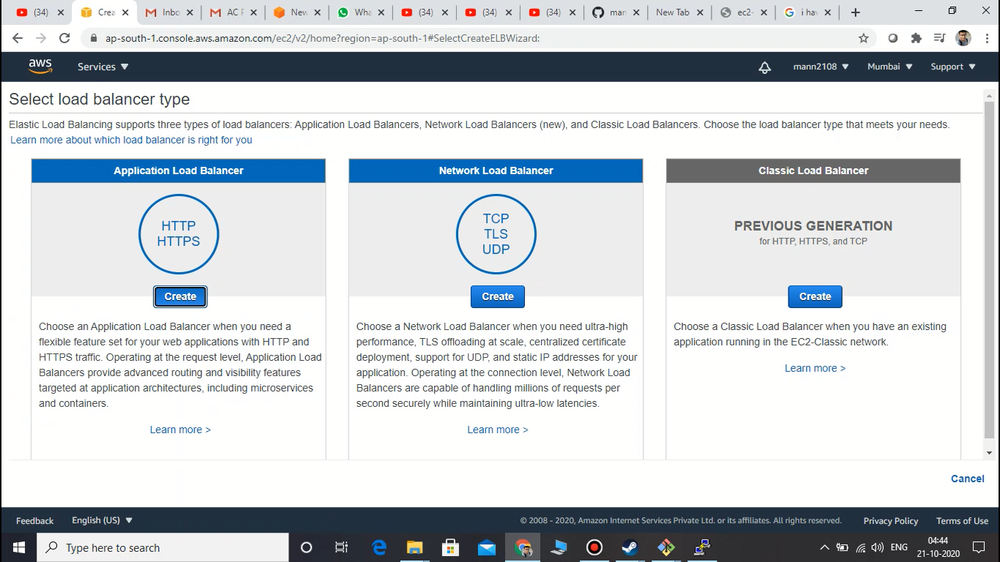 (34)
Crea
Inbo
AC F
New
Wha
(34)
(34)
(34)
man
New Tab
ec2-
i hav
ap-south-1.console.aws.amazon.com/ec2/v2/home?region=ap-south-1#SelectCreateELBWizard:
aws
Services
mann2108
Mumbai
Support
Select load balancer type
Elastic Load Balancing supports three types of load balancers: Application Load Balancers, Network Load Balancers (new), and Classic Load Balancers. Choose the load balancer type that meets your needs.
Learn more about which load balancer is right for you
Application Load Balancer
HTTP
HTTPS
Create
Choose an Application Load Balancer when you need a
flexible feature set for your web applications with HTTP and
HTTPS traffic. Operating at the request level, Application Load
Balancers provide advanced routing and visibility features
targeted at application architectures, including microservices
and containers.
Learn more >
Network Load Balancer
TCP
TLS
UDP
Create
Choose a Network Load Balancer when you need ultra-high
performance, TLS offloading at scale, centralized certificate
deployment, support for UDP, and static IP addresses for your
application. Operating at the connection level, Network Load
Balancers are capable of handling millions of requests per
second securely while maintaining ultra-low latencies.
Learn more >
Classic Load Balancer
PREVIOUS GENERATION
for HTTP, HTTPS, and TCP
Create
Choose a Classic Load Balancer when you have an existing
application running in the EC2-Classic network.
Learn more >
Cancel
Feedback
English (US)
© 2008 - 2020, Amazon Internet Services Private Ltd. or its affiliates. All rights reserved.
Privacy Policy
Terms of Use
Type here to search
ENG
04:44
21-10-2020